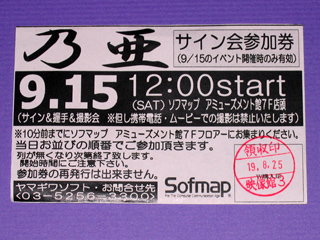 乃亜
サイン会参加券
(9/15のイベント開催時のみ有効)
9.15 12:00start
(SAT) ソフマップ アミューズメント館7F店頭
(サイン&握手&撮影会 ※但し携帯電話・ムービーでの撮影は禁止いたします)
※10分前までにソフマップ アミューズメント館7Fフロアーにお集まりください。
当日お並びの順番でご参加頂きます。
列が無くなり次第終了致します。
開始時間にご注意下さい。
参加券の再発行は出来ません。
ヤマギワソフト・お問合せ先
03-5256-3300
Sofmap
The Computer Communication Age
領収印
19.8.25
映像館3